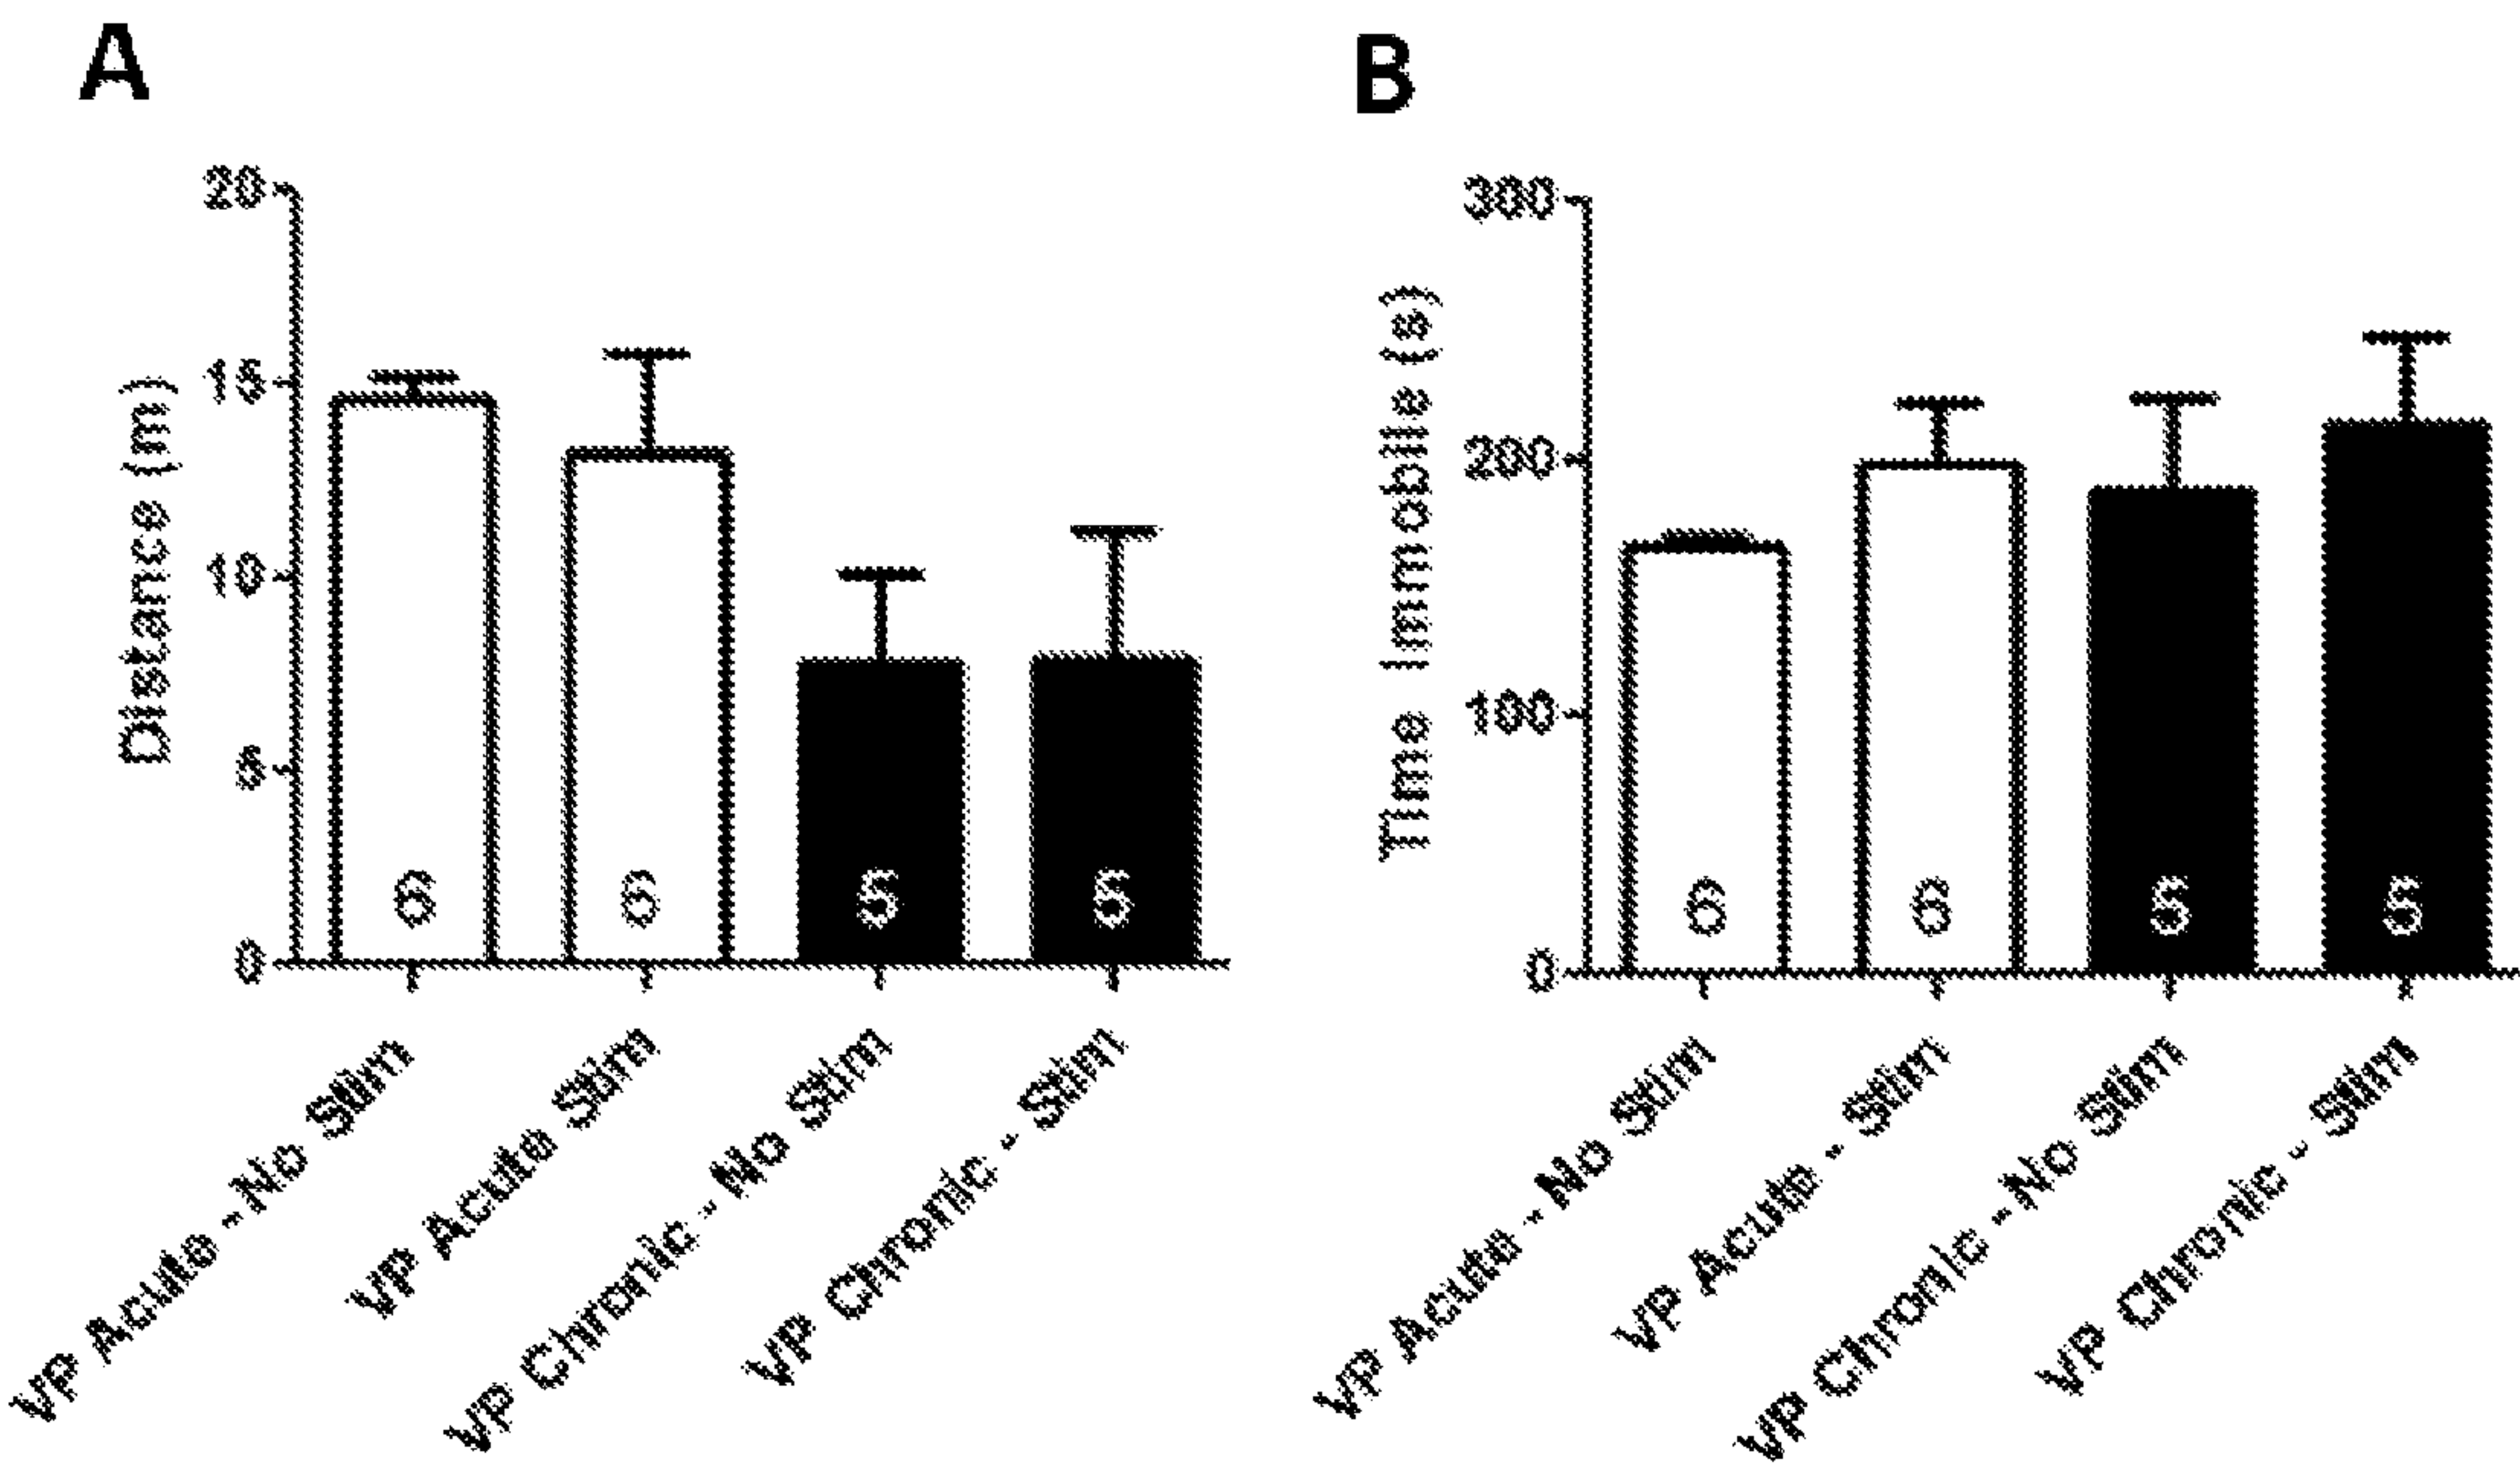 A
Distance (m)
20
15
10
5
0
6
6
5
5
VP Acute - No Stim
VP Acute Stim
VP Chronic - No Stim
VP Chronic - Stim
B
Time Immobile (s)
300
200
100
0
6
6
5
5
VP Acute - No Stim
VP Acute - Stim
VP Chronic - No Stim
VP Chronic - Stim